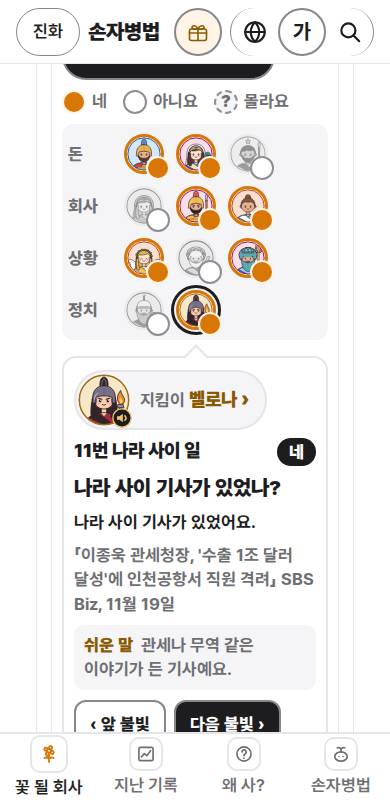 진화 손자병법 가
네 아니요 ? 몰라요
돈
회사
상황
정치
지킴이 벨로나 ›
11번 나라 사이 일 네
나라 사이 기사가 있었나?
나라 사이 기사가 있었어요.
「이종욱 관세청장, '수출 1조 달러
달성'에 인천공항서 직원 격려」 SBS
Biz, 11월 19일
쉬운 말 관세나 무역 같은
이야기가 든 기사예요.
‹ 앞 불빛 다음 불빛 ›
꽃 될 회사 지난 기록 왜 사? 손자병법